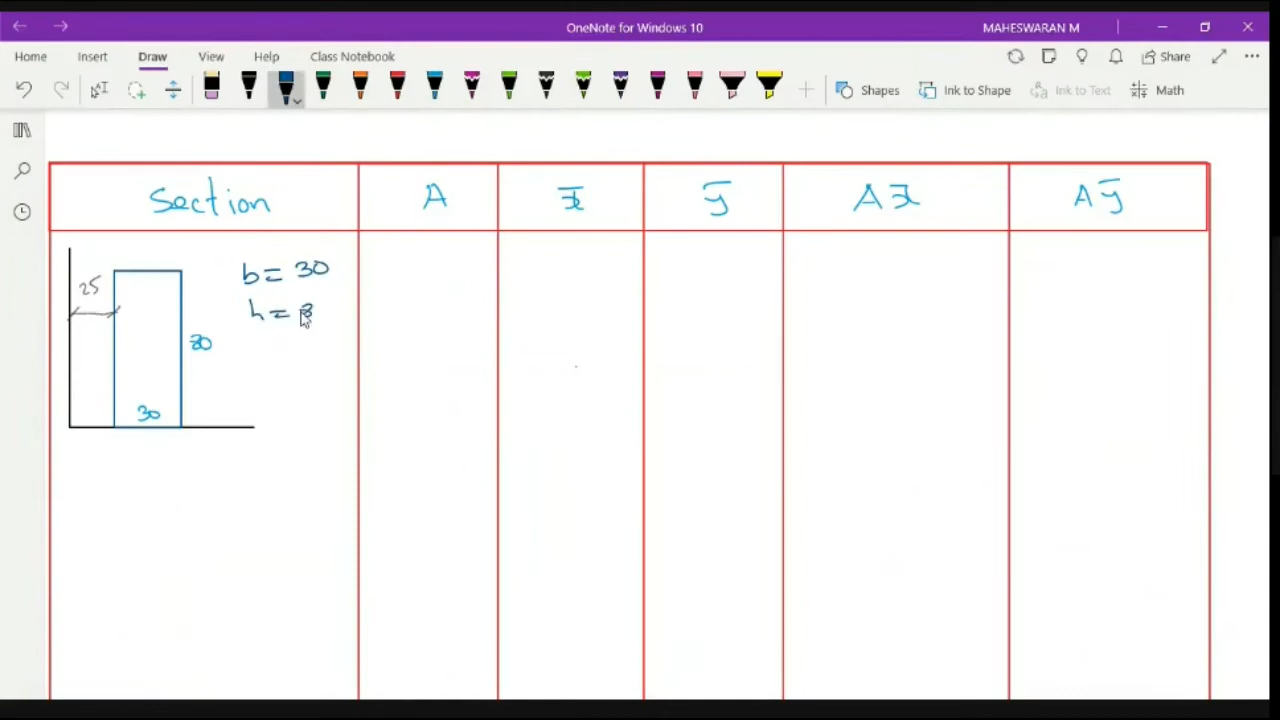 OneNote for Windows 10
MAHESWARAN M
Home Insert Draw View Help Class Notebook
Share
Shapes
Ink to Shape
Ink to Text
Math
Section A x̄ ȳ Ax̄ Aȳ
25
b = 30
h =
30